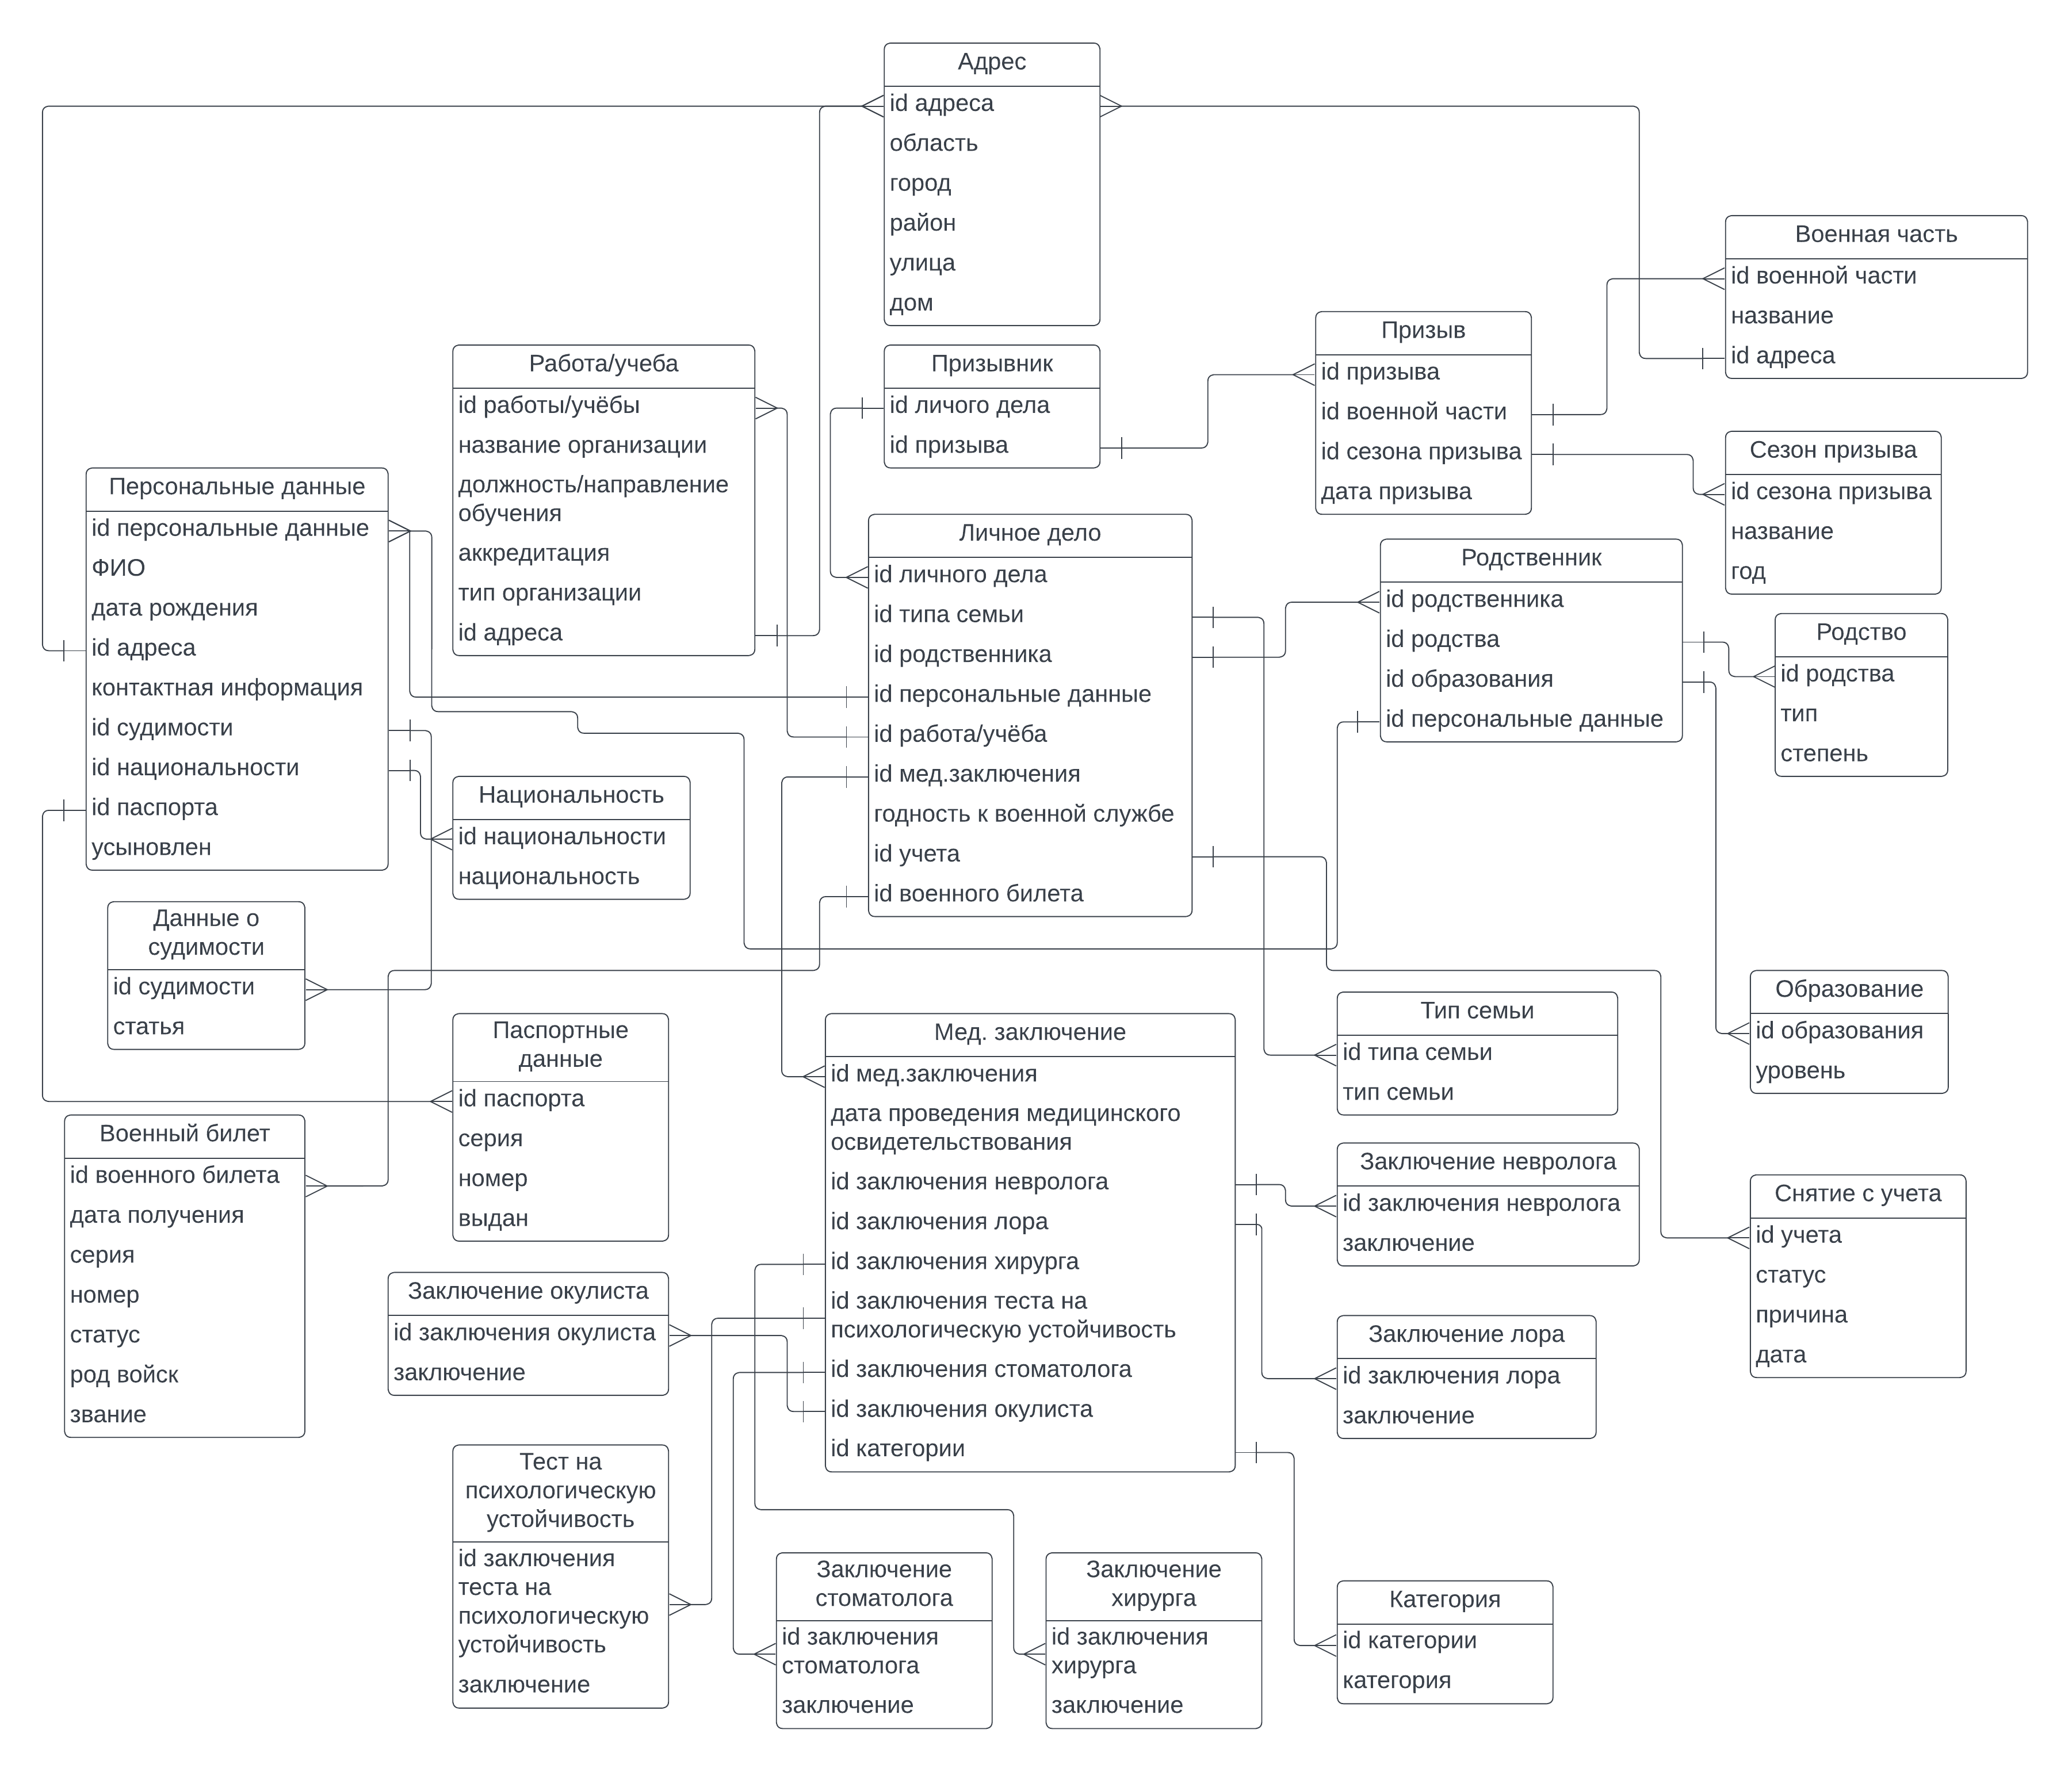 Адрес
id адреса
область
город
район
улица
дом
Военная часть
id военной части
название
id адреса
Призыв
id призыва
id военной части
id сезона призыва
дата призыва
Работа/учеба
id работы/учёбы
название организации
должность/направление
обучения
аккредитация
тип организации
id адреса
Призывник
id личого дела
id призыва
Сезон призыва
id сезона призыва
название
год
Персональные данные
id персональные данные
ФИО
дата рождения
id адреса
контактная информация
id судимости
id национальности
id паспорта
усыновлен
Личное дело
id личного дела
id типа семьи
id родственника
id персональные данные
id работа/учёба
id мед.заключения
годность к военной службе
id учета
id военного билета
Родственник
id родственника
id родства
id образования
id персональные данные
Родство
id родства
тип
степень
Национальность
id национальности
национальность
Данные о
судимости
id судимости
статья
Паспортные
данные
id паспорта
серия
номер
выдан
Мед. заключение
id мед.заключения
дата проведения медицинского
освидетельствования
id заключения невролога
id заключения лора
id заключения хирурга
id заключения теста на
психологическую устойчивость
id заключения стоматолога
id заключения окулиста
id категории
Тип семьи
id типа семьи
тип семьи
Образование
id образования
уровень
Военный билет
id военного билета
дата получения
серия
номер
статус
род войск
звание
Заключение невролога
id заключения невролога
заключение
Снятие с учета
id учета
статус
причина
дата
Заключение окулиста
id заключения окулиста
заключение
Заключение лора
id заключения лора
заключение
Тест на
психологическую
устойчивость
id заключения
теста на
психологическую
устойчивость
заключение
Заключение
стоматолога
id заключения
стоматолога
заключение
Заключение
хирурга
id заключения
хирурга
заключение
Категория
id категории
категория